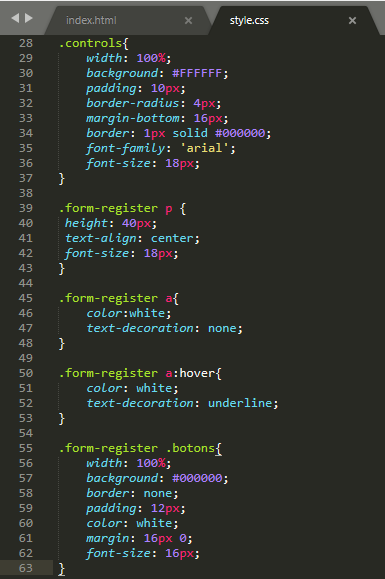 index.html × style.css ×
28 .controls{
29     width: 100%;
30     background: #FFFFFF;
31     padding: 10px;
32     border-radius: 4px;
33     margin-bottom: 16px;
34     border: 1px solid #000000;
35     font-family: 'arial';
36     font-size: 18px;
37 }
38
39 .form-register p {
40  height: 40px;
41  text-align: center;
42  font-size: 18px;
43 }
44
45 .form-register a{
46     color:white;
47     text-decoration: none;
48 }
49
50 .form-register a:hover{
51     color: white;
52     text-decoration: underline;
53 }
54
55 .form-register .botons{
56     width: 100%;
57     background: #000000;
58     border: none;
59     padding: 12px;
60     color: white;
61     margin: 16px 0;
62     font-size: 16px;
63 }